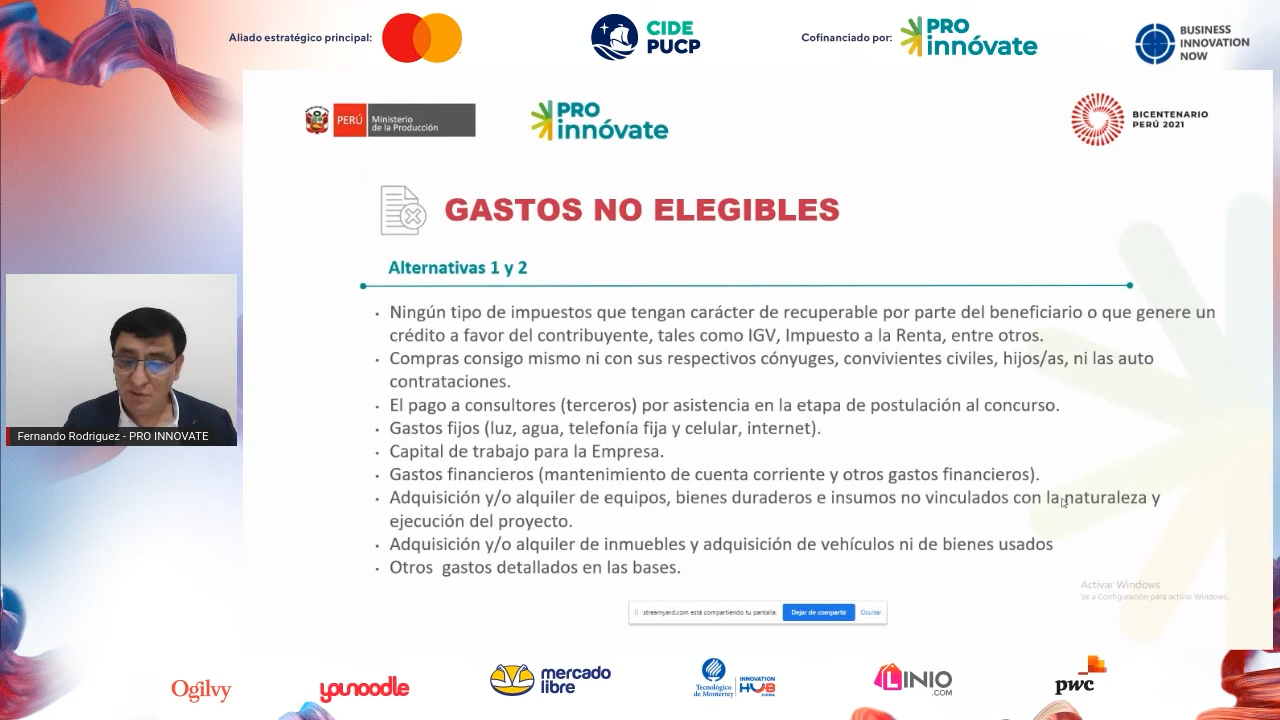 Aliado estratégico principal:
CIDE
PUCP
Cofinanciado por:
PRO
innóvate
BUSINESS
INNOVATION
NOW
PERÚ
Ministerio
de la Producción
PRO
innóvate
BICENTENARIO
PERÚ 2021
GASTOS NO ELEGIBLES
Alternativas 1 y 2
• Ningún tipo de impuestos que tengan carácter de recuperable por parte del beneficiario o que genere un
crédito a favor del contribuyente, tales como IGV, Impuesto a la Renta, entre otros.
• Compras consigo mismo ni con sus respectivos cónyuges, convivientes civiles, hijos/as, ni las auto
contrataciones.
• El pago a consultores (terceros) por asistencia en la etapa de postulación al concurso.
• Gastos fijos (luz, agua, telefonía fija y celular, internet).
• Capital de trabajo para la Empresa.
• Gastos financieros (mantenimiento de cuenta corriente y otros gastos financieros).
• Adquisición y/o alquiler de equipos, bienes duraderos e insumos no vinculados con la naturaleza y
ejecución del proyecto.
• Adquisición y/o alquiler de inmuebles y adquisición de vehículos ni de bienes usados
• Otros gastos detallados en las bases.
Fernando Rodriguez - PRO INNOVATE
Activar Windows
Ve a Configuración para activar Windows.
streamyard.com está compartiendo tu pantalla.
Dejar de compartir
Ocultar
Ogilvy
younoodle
mercado
libre
Tecnológico
de Monterrey
INNOVATION
HUB
CHINA
LINIO
.COM
pwc